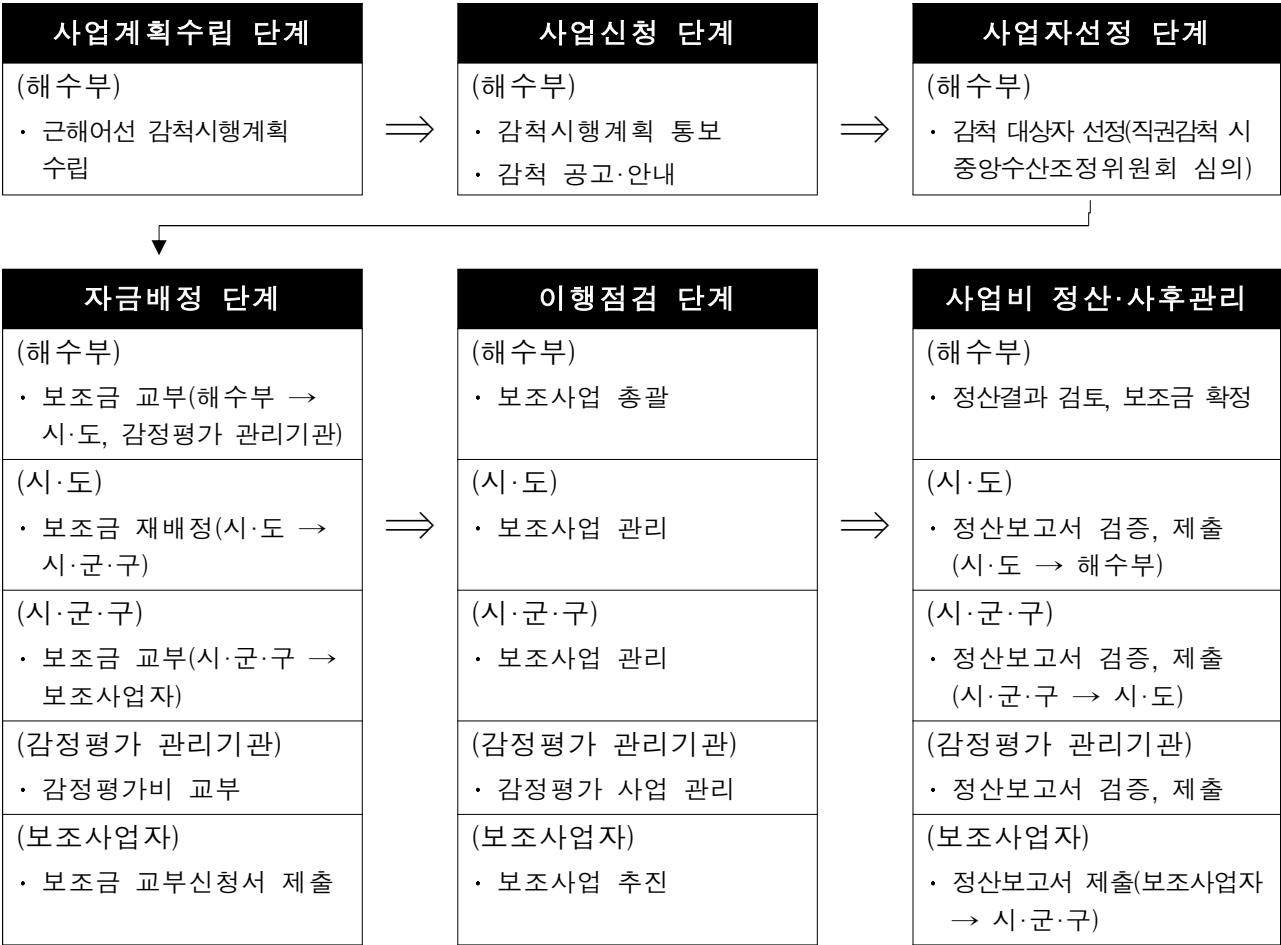 사업계획수립 단계
(해수부)
· 근해어선 감척시행계획
수립
⇒
사업신청 단계
(해수부)
· 감척시행계획 통보
· 감척 공고·안내
⇒
사업자선정 단계
(해수부)
· 감척 대상자 선정(직권감척 시
중앙수산조정위원회 심의)
자금배정 단계
(해수부)
· 보조금 교부(해수부 →
시·도, 감정평가 관리기관)
(시·도)
· 보조금 재배정(시·도 →
시·군·구)
(시·군·구)
· 보조금 교부(시·군·구 →
보조사업자)
(감정평가 관리기관)
· 감정평가비 교부
(보조사업자)
· 보조금 교부신청서 제출
⇒
이행점검 단계
(해수부)
· 보조사업 총괄
(시·도)
· 보조사업 관리
(시·군·구)
· 보조사업 관리
(감정평가 관리기관)
· 감정평가 사업 관리
(보조사업자)
· 보조사업 추진
⇒
사업비 정산·사후관리
(해수부)
· 정산결과 검토, 보조금 확정
(시·도)
· 정산보고서 검증, 제출
(시·도 → 해수부)
(시·군·구)
· 정산보고서 검증, 제출
(시·군·구 → 시·도)
(감정평가 관리기관)
· 정산보고서 검증, 제출
(보조사업자)
· 정산보고서 제출(보조사업자
→ 시·군·구)